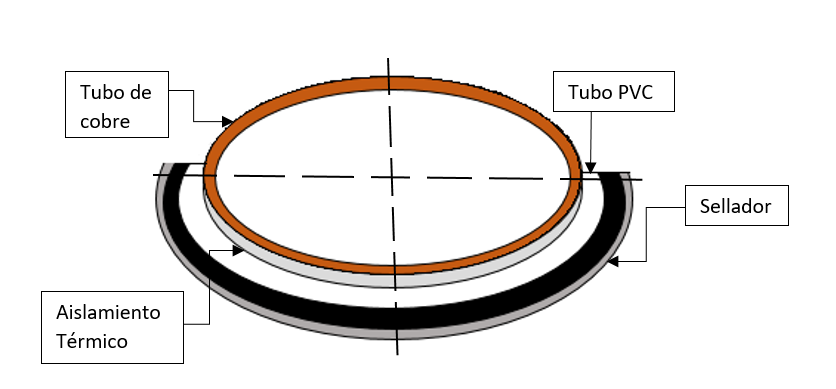 Tubo de
cobre
Tubo PVC
Sellador
Aislamiento
Térmico